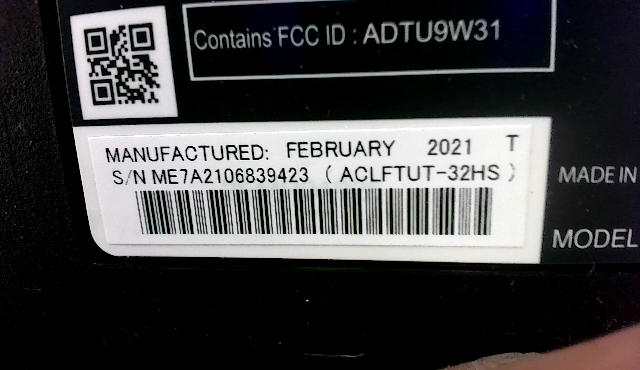 Contains FCC ID : ADTU9W31
MANUFACTURED: FEBRUARY 2021 T
S/N ME7A2106839423 ( ACLFTUT-32HS )
MADE IN
MODEL